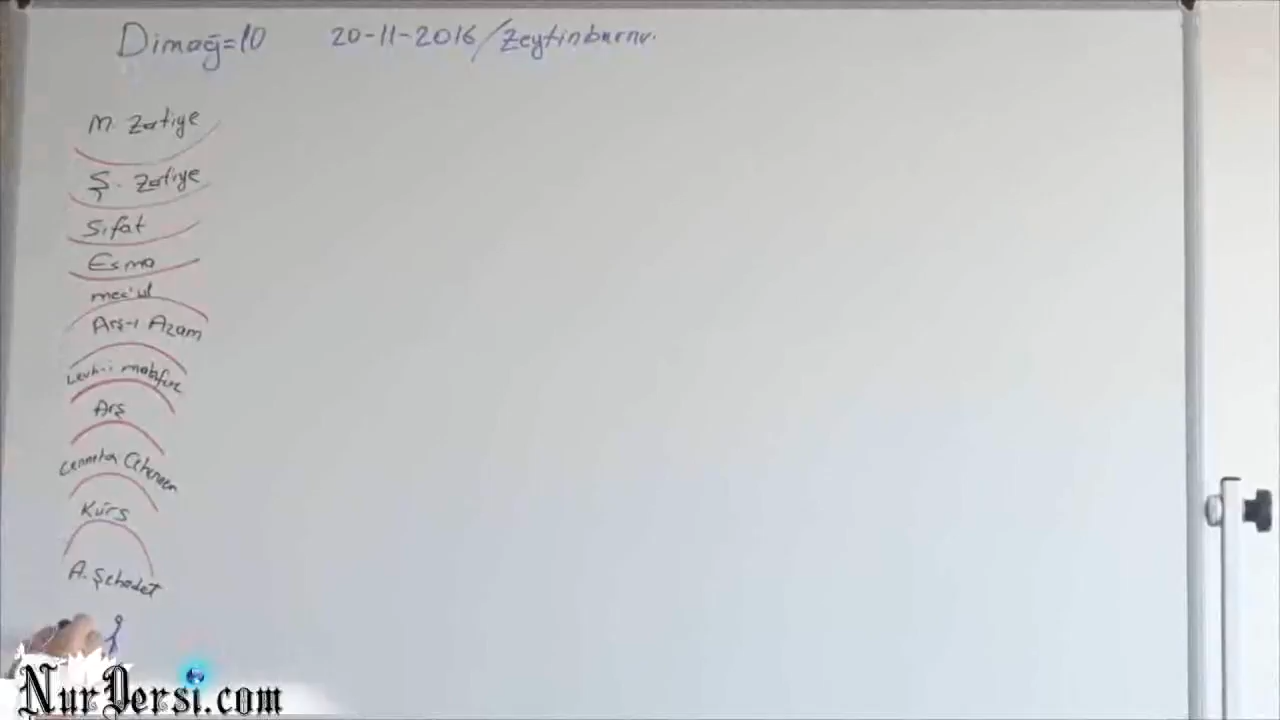 Dimağ=10 20-11-2016/Zeytinburnu.
M. Zatiye
Ş. Zatiye
Sıfat
Esma
mec'ul
Arş-ı Azam
Levh-i mahfuz
Arş
Cennet Cehennem
Kürs
A. Şehadet
NurDersi.com